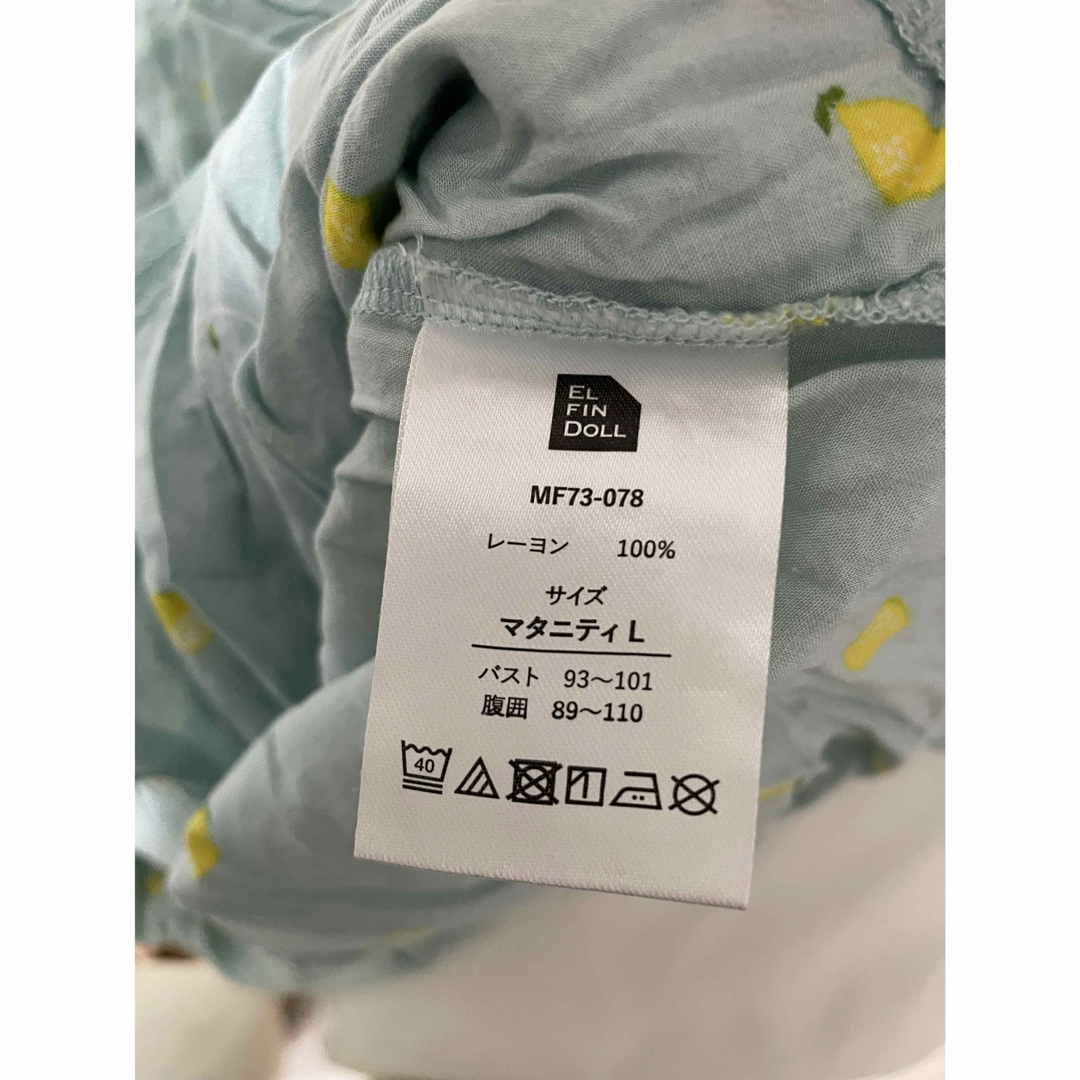 EL
FIN
DOLL
MF73-078
レーヨン 100%
サイズ
マタニティ L
バスト 93～101
腹囲 89～110
40